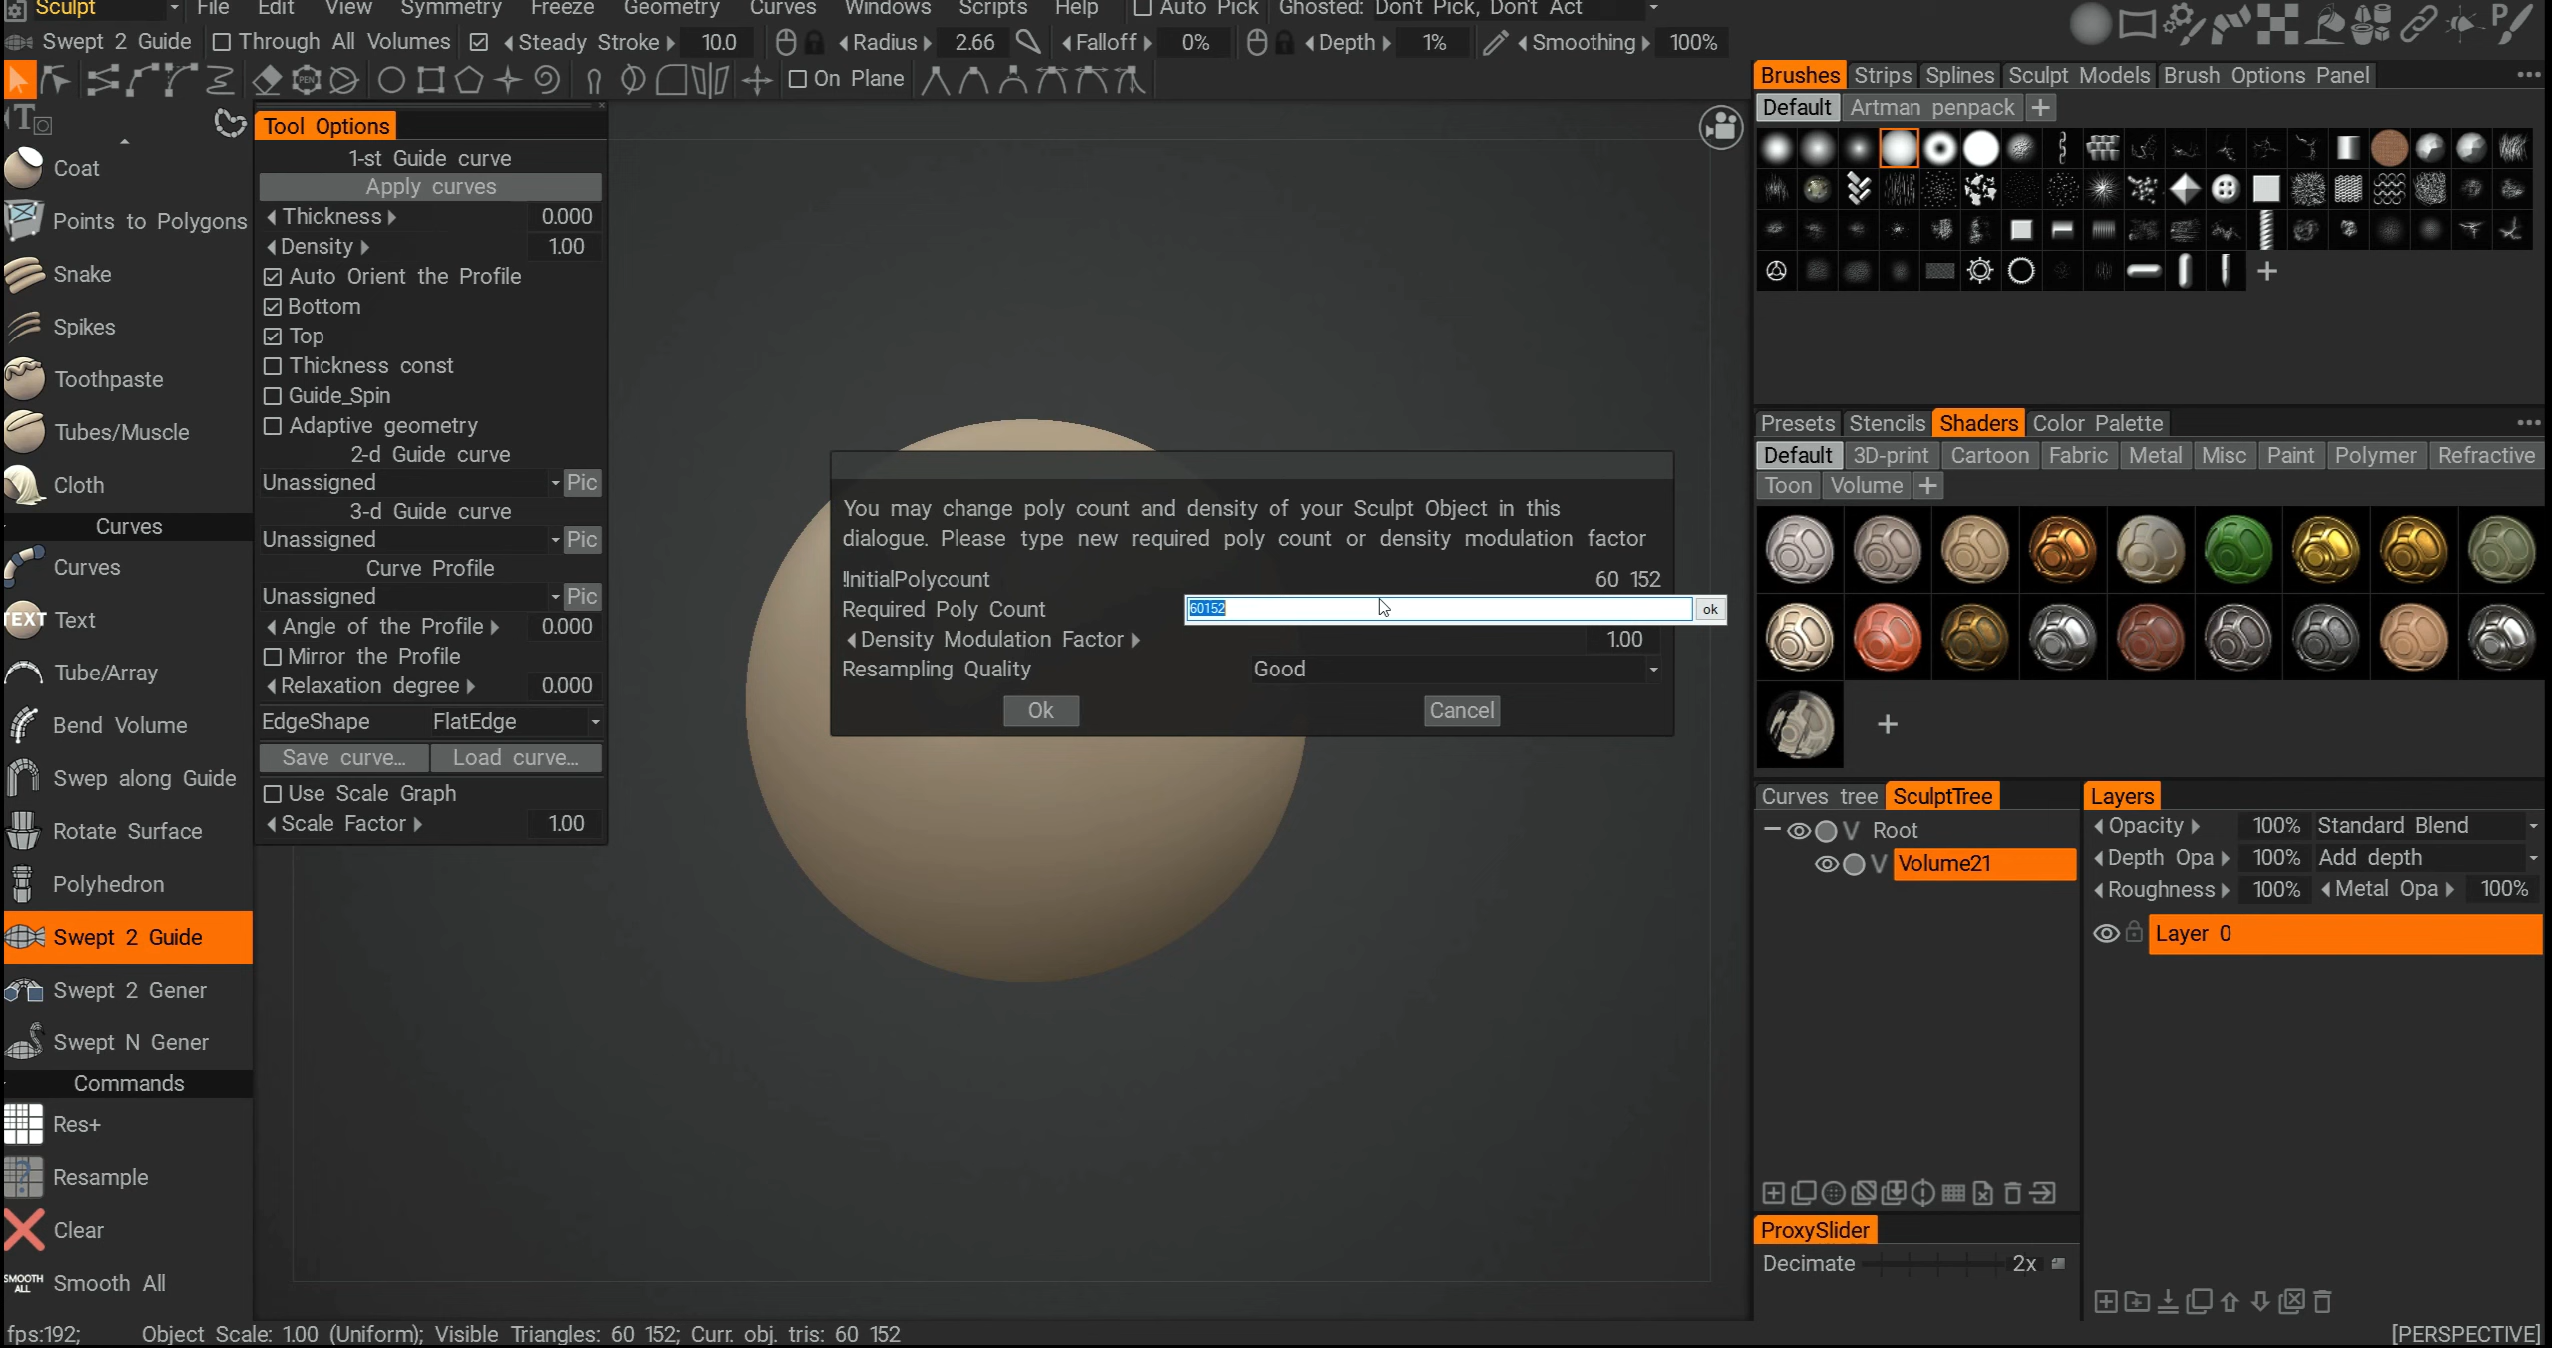 Sculpt File Edit View Symmetry Freeze Geometry Curves Windows Scripts Help Auto Pick Ghosted: Don't Pick, Don't Act
Swept 2 Guide Through All Volumes Steady Stroke 10.0 Radius 2.66 Falloff 0% Depth 1% Smoothing 100%
PEN On Plane
Coat
Points to Polygons
Snake
Spikes
Toothpaste
Tubes/Muscle
Cloth
Curves
Curves
TEXT Text
Tube/Array
Bend Volume
Swep along Guide
Rotate Surface
Polyhedron
Swept 2 Guide
Swept 2 Gener
Swept N Gener
Commands
Res+
Resample
Clear
SMOOTH ALL Smooth All
Tool Options
1-st Guide curve
Apply curves
Thickness 0.000
Density 1.00
Auto Orient the Profile
Bottom
Top
Thickness const
Guide_Spin
Adaptive geometry
2-d Guide curve
Unassigned Pic
3-d Guide curve
Unassigned Pic
Curve Profile
Unassigned Pic
Angle of the Profile 0.000
Mirror the Profile
Relaxation degree 0.000
EdgeShape FlatEdge
Save curve... Load curve...
Use Scale Graph
Scale Factor 1.00
You may change poly count and density of your Sculpt Object in this
dialogue. Please type new required poly count or density modulation factor
!InitialPolycount 60 152
Required Poly Count 60152 ok
Density Modulation Factor 1.00
Resampling Quality Good
Ok Cancel
Brushes Strips Splines Sculpt Models Brush Options Panel
Default Artman penpack +
Presets Stencils Shaders Color Palette
Default 3D-print Cartoon Fabric Metal Misc Paint Polymer Refractive
Toon Volume +
Curves tree SculptTree
V Root
V Volume21
Layers
Opacity 100% Standard Blend
Depth Opa 100% Add depth
Roughness 100% Metal Opa 100%
Layer 0
ProxySlider
Decimate 2x
fps:192; Object Scale: 1.00 (Uniform); Visible Triangles: 60 152; Curr. obj. tris: 60 152 [PERSPECTIVE]